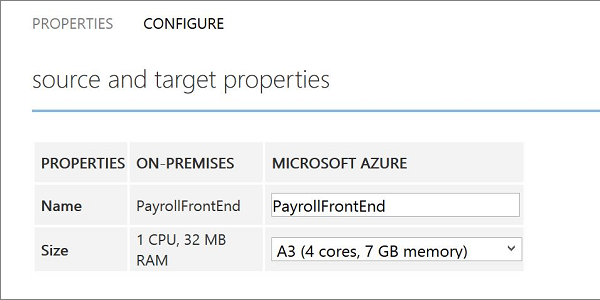 PROPERTIES CONFIGURE
source and target properties
PROPERTIES ON-PREMISES MICROSOFT AZURE
Name PayrollFrontEnd PayrollFrontEnd
Size 1 CPU, 32 MB RAM A3 (4 cores, 7 GB memory)